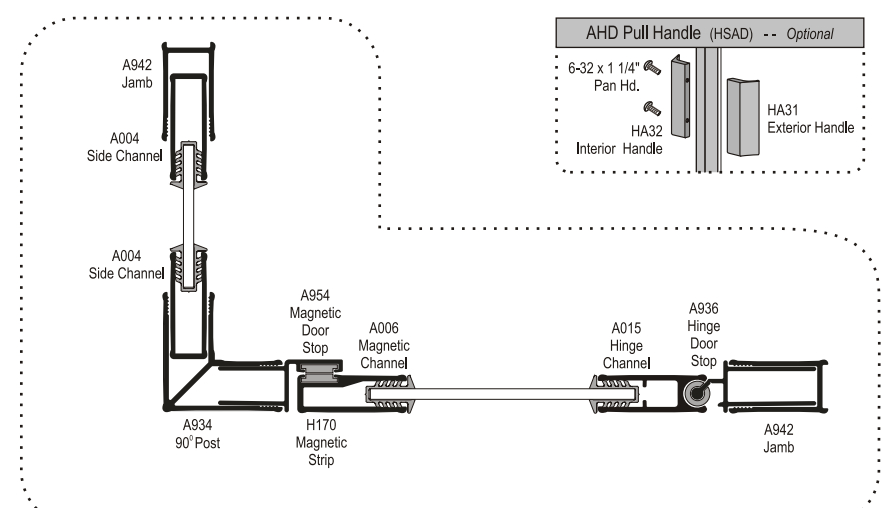 AHD Pull Handle (HSAD) -- Optional
6-32 x 1 1/4"
Pan Hd.
HA32
Interior Handle
HA31
Exterior Handle
A942
Jamb
A004
Side Channel
A004
Side Channel
A954
Magnetic
Door
Stop
A006
Magnetic
Channel
A015
Hinge
Channel
A936
Hinge
Door
Stop
A934
90⁰ Post
H170
Magnetic
Strip
A942
Jamb